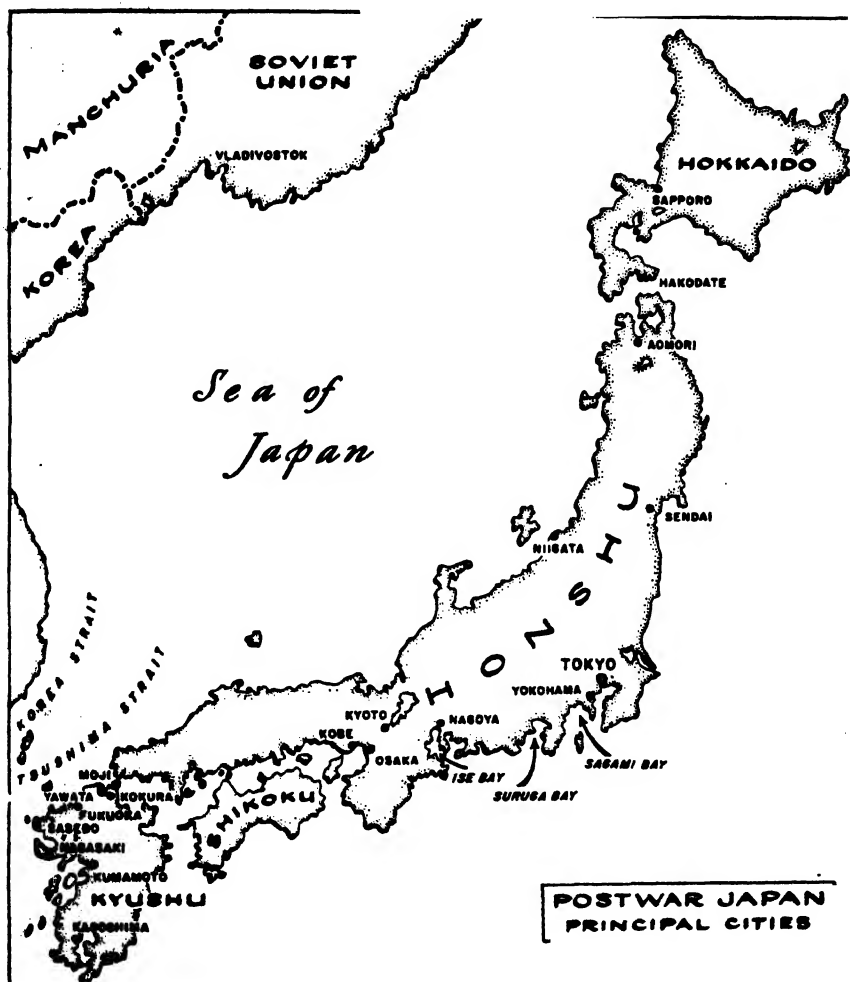 MANCHURIA
SOVIET
UNION
VLADIVOSTOK
KOREA
HOKKAIDO
SAPPORO
HAKODATE
AOMORI
Sea of
Japan
SENDAI
NIIGATA
HONSHU
KOREA STRAIT
TSUSHIMA STRAIT
TOKYO
YOKOHAMA
KYOTO
NAGOYA
KOBE
OSAKA
ISE BAY
SURUGA BAY
SAGAMI BAY
MOJI
YAWATA
KOKURA
FUKUOKA
SHIKOKU
SASEBO
NAGASAKI
KUMAMOTO
KYUSHU
KAGOSHIMA
POSTWAR JAPAN
PRINCIPAL CITIES